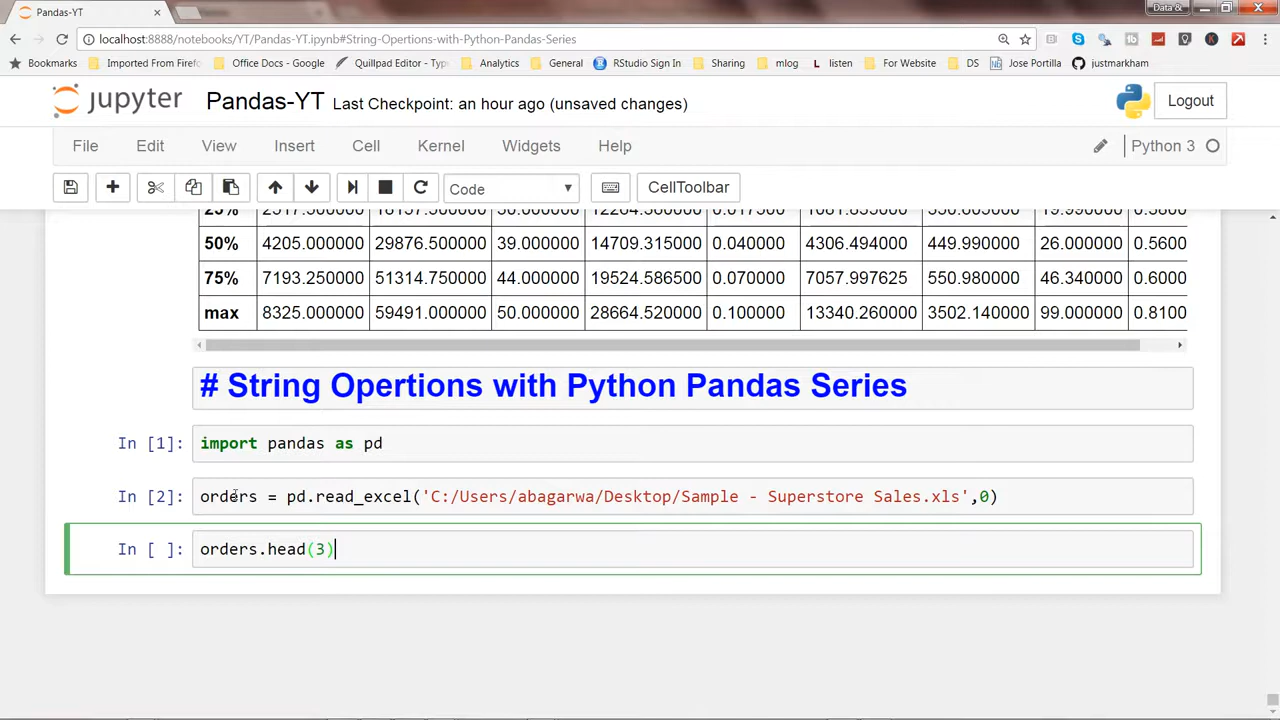 Pandas-YT
Data &
localhost:8888/notebooks/YT/Pandas-YT.ipynb#String-Opertions-with-Python-Pandas-Series
Bookmarks Imported From Firef Office Docs - Google Quillpad Editor - Type Analytics General RStudio Sign In Sharing mlog listen For Website DS Jose Portilla justmarkham
jupyter Pandas-YT Last Checkpoint: an hour ago (unsaved changes) Logout
File Edit View Insert Cell Kernel Widgets Help Python 3
Code CellToolbar
50% 4205.000000 29876.500000 39.000000 14709.315000 0.040000 4306.494000 449.990000 26.000000 0.5600
75% 7193.250000 51314.750000 44.000000 19524.586500 0.070000 7057.997625 550.980000 46.340000 0.6000
max 8325.000000 59491.000000 50.000000 28664.520000 0.100000 13340.260000 3502.140000 99.000000 0.8100
# String Opertions with Python Pandas Series
In [1]: import pandas as pd
In [2]: orders = pd.read_excel('C:/Users/abagarwa/Desktop/Sample - Superstore Sales.xls',0)
In [ ]: orders.head(3)